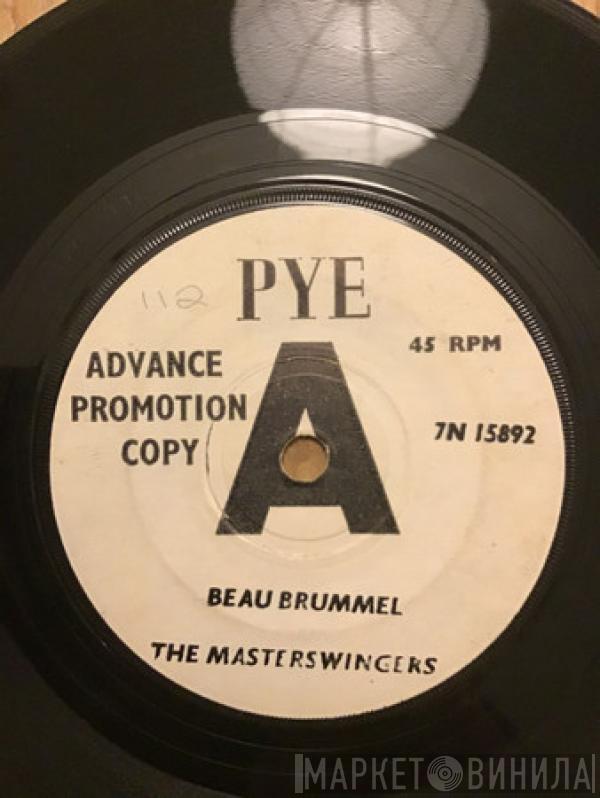 PYE
112
45 RPM
ADVANCE
PROMOTION
COPY
7N 15892
A
BEAU BRUMMEL
THE MASTERSWINGERS
МАРКЕТ ВИНИЛА